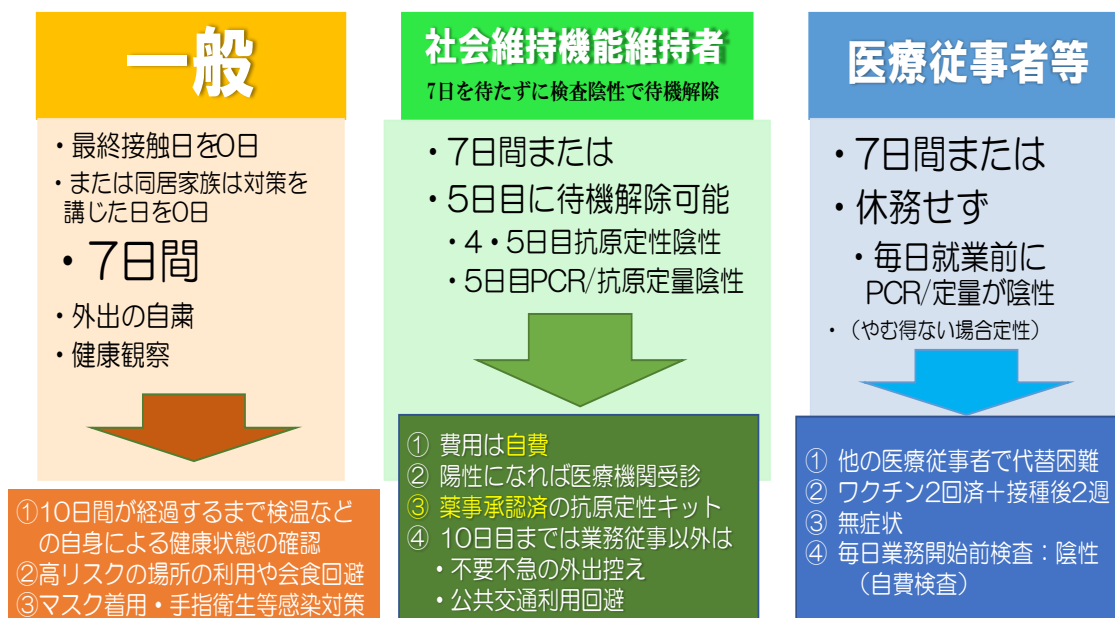 一般
・最終接触日を0日
・または同居家族は対策を
講じた日を0日
・7日間
・外出の自粛
・健康観察
①10日間が経過するまで検温など
の自身による健康状態の確認
②高リスクの場所の利用や会食回避
③マスク着用・手指衛生等感染対策
社会維持機能維持者
7日を待たずに検査陰性で待機解除
・7日間または
・5日目に待機解除可能
・4・5日目抗原定性陰性
・5日目PCR/抗原定量陰性
① 費用は自費
② 陽性になれば医療機関受診
③ 薬事承認済の抗原定性キット
④ 10日目までは業務従事以外は
・不要不急の外出控え
・公共交通利用回避
医療従事者等
・7日間または
・休務せず
・毎日就業前に
PCR/定量が陰性
・（やむ得ない場合定性）
① 他の医療従事者で代替困難
② ワクチン2回済＋接種後2週
③ 無症状
④ 毎日業務開始前検査：陰性
（自費検査）